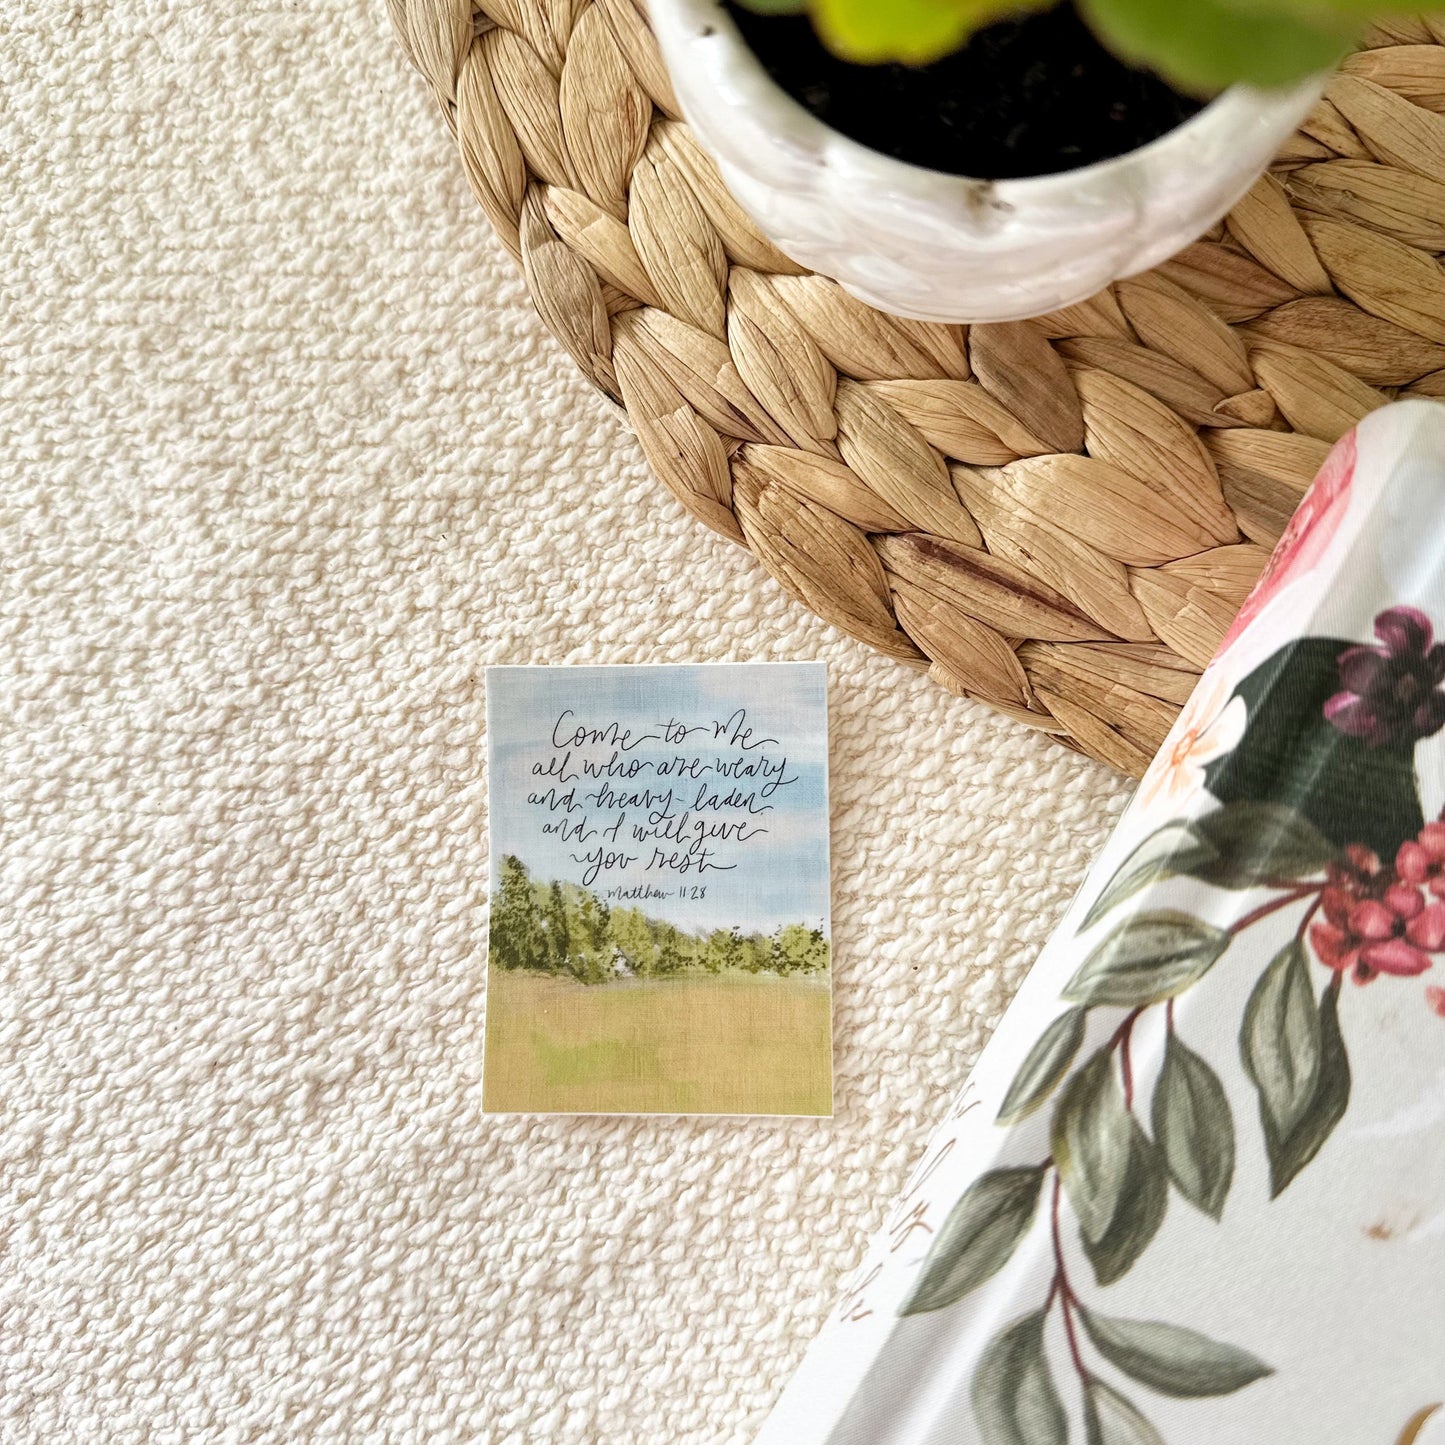 Come to Me
all who are weary
and heavy-laden
and I will give
you rest
Matthew 11:28